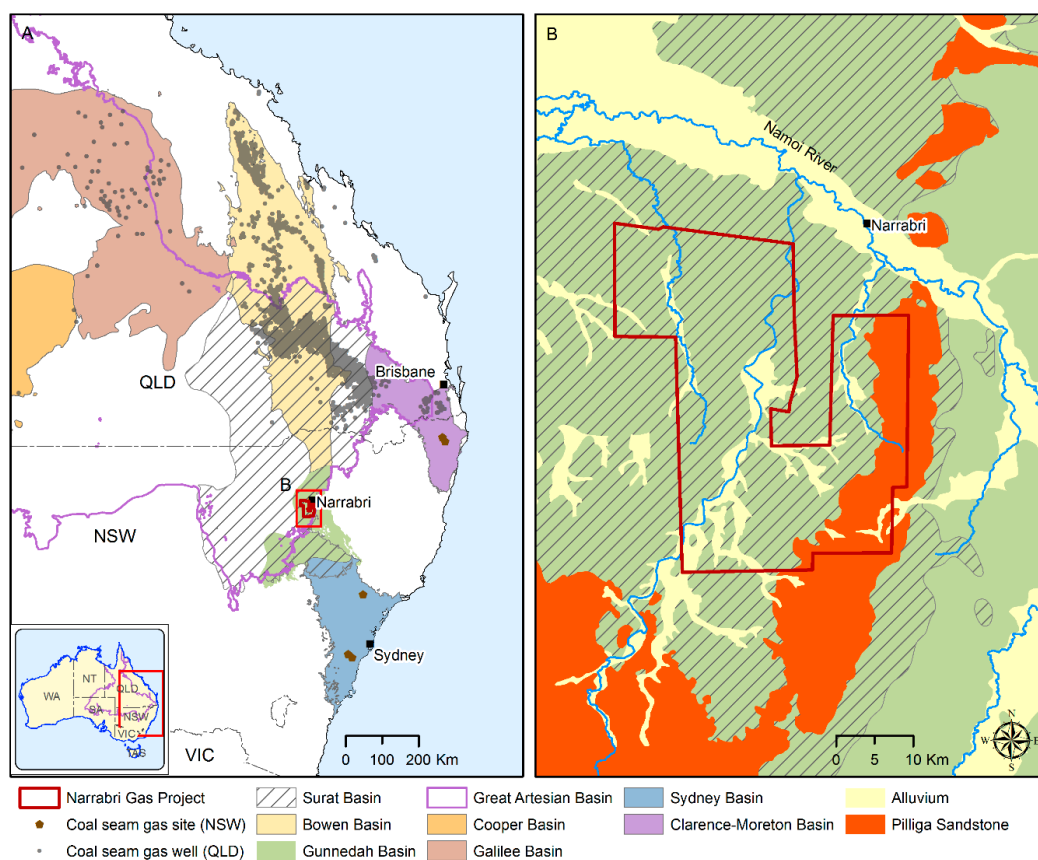 A
QLD
Brisbane
B
Narrabri
NSW
Sydney
VIC
0 100 200 Km
WA
NT
QLD
SA
NSW
VIC
TAS
B
Namoi River
Narrabri
N
W E
S
0 5 10 Km
Narrabri Gas Project
Surat Basin
Great Artesian Basin
Sydney Basin
Alluvium
Coal seam gas site (NSW)
Bowen Basin
Cooper Basin
Clarence-Moreton Basin
Pilliga Sandstone
Coal seam gas well (QLD)
Gunnedah Basin
Galilee Basin